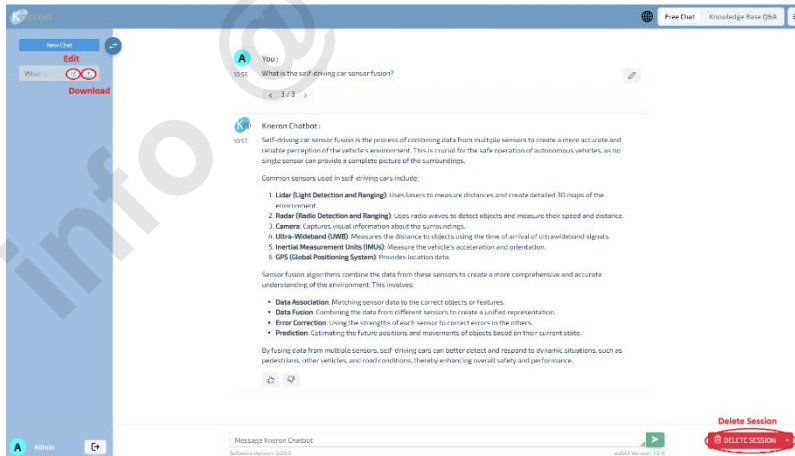 Kneron
Free Chat
Knowledge Base Q&A
New Chat
Edit
What is
Download
A
You :
10:56
What is the self-driving car sensor fusion?
< 3 / 3 >
Kneron Chatbot :
10:57
Self-driving car sensor fusion is the process of combining data from multiple sensors to create a more accurate and
reliable perception of the vehicle's environment. This is crucial for the safe operation of autonomous vehicles, as no
single sensor can provide a complete picture of the surroundings.
Common sensors used in self-driving cars include:
1. Lidar (Light Detection and Ranging): Uses lasers to measure distances and create detailed 3D maps of the
environment.
2. Radar (Radio Detection and Ranging): Uses radio waves to detect objects and measure their speed and distance.
3. Camera: Captures visual information about the surroundings.
4. Ultra-Wideband (UWB): Measures the distance to objects using the time of arrival of ultrawideband signals.
5. Inertial Measurement Units (IMUs): Measure the vehicle's acceleration and orientation.
6. GPS (Global Positioning System): Provides location data.
Sensor fusion algorithms combine the data from these sensors to create a more comprehensive and accurate
understanding of the environment. This involves:
• Data Association: Matching sensor data to the correct objects or features.
• Data Fusion: Combining the data from different sensors to create a unified representation.
• Error Correction: Using the strengths of each sensor to correct errors in the others.
• Prediction: Estimating the future positions and movements of objects based on their current state.
By fusing data from multiple sensors, self-driving cars can better detect and respond to dynamic situations, such as
pedestrians, other vehicles, and road conditions, thereby enhancing overall safety and performance.
Delete Session
A
Admin
Message Kneron Chatbot
DELETE SESSION
Software Version: 0.20.0
webUI Version: 1.3.11
info @